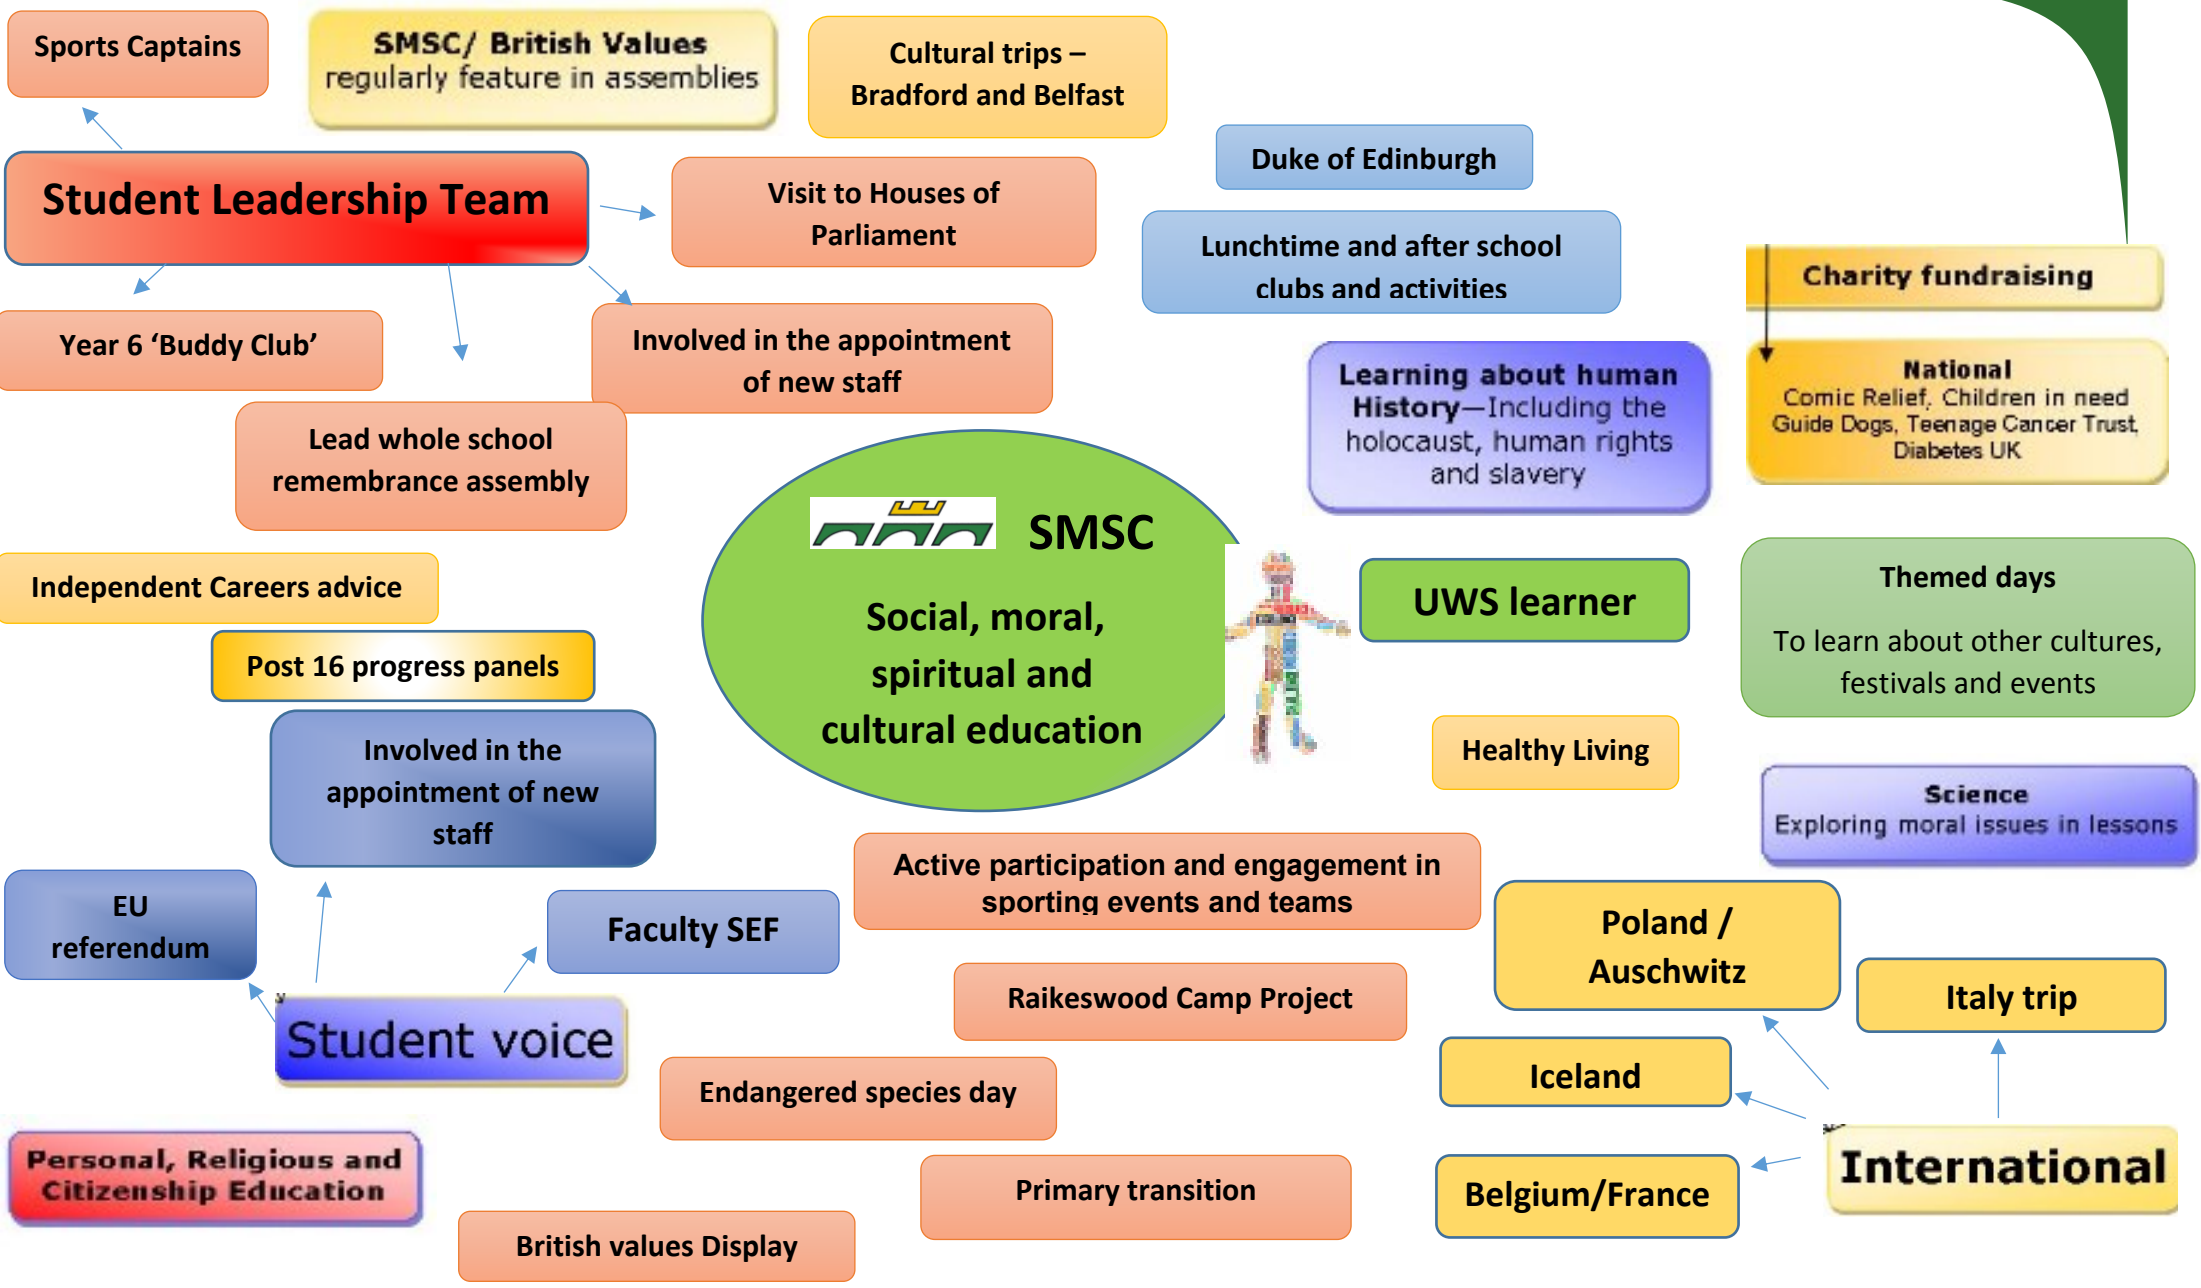 Sports Captains
SMSC/ British Values
regularly feature in assemblies
Cultural trips –
Bradford and Belfast
Duke of Edinburgh
Student Leadership Team
Visit to Houses of
Parliament
Lunchtime and after school
clubs and activities
Charity fundraising
Year 6 ‘Buddy Club’
Involved in the appointment
of new staff
Learning about human
History—Including the
holocaust, human rights
and slavery
National
Comic Relief, Children in need
Guide Dogs, Teenage Cancer Trust,
Diabetes UK
Lead whole school
remembrance assembly
SMSC
Social, moral,
spiritual and
cultural education
Independent Careers advice
UWS learner
Themed days
To learn about other cultures,
festivals and events
Post 16 progress panels
Involved in the
appointment of new
staff
Healthy Living
Science
Exploring moral issues in lessons
EU
referendum
Faculty SEF
Active participation and engagement in
sporting events and teams
Poland /
Auschwitz
Italy trip
Student voice
Raikeswood Camp Project
Iceland
Endangered species day
Personal, Religious and
Citizenship Education
Primary transition
Belgium/France
International
British values Display